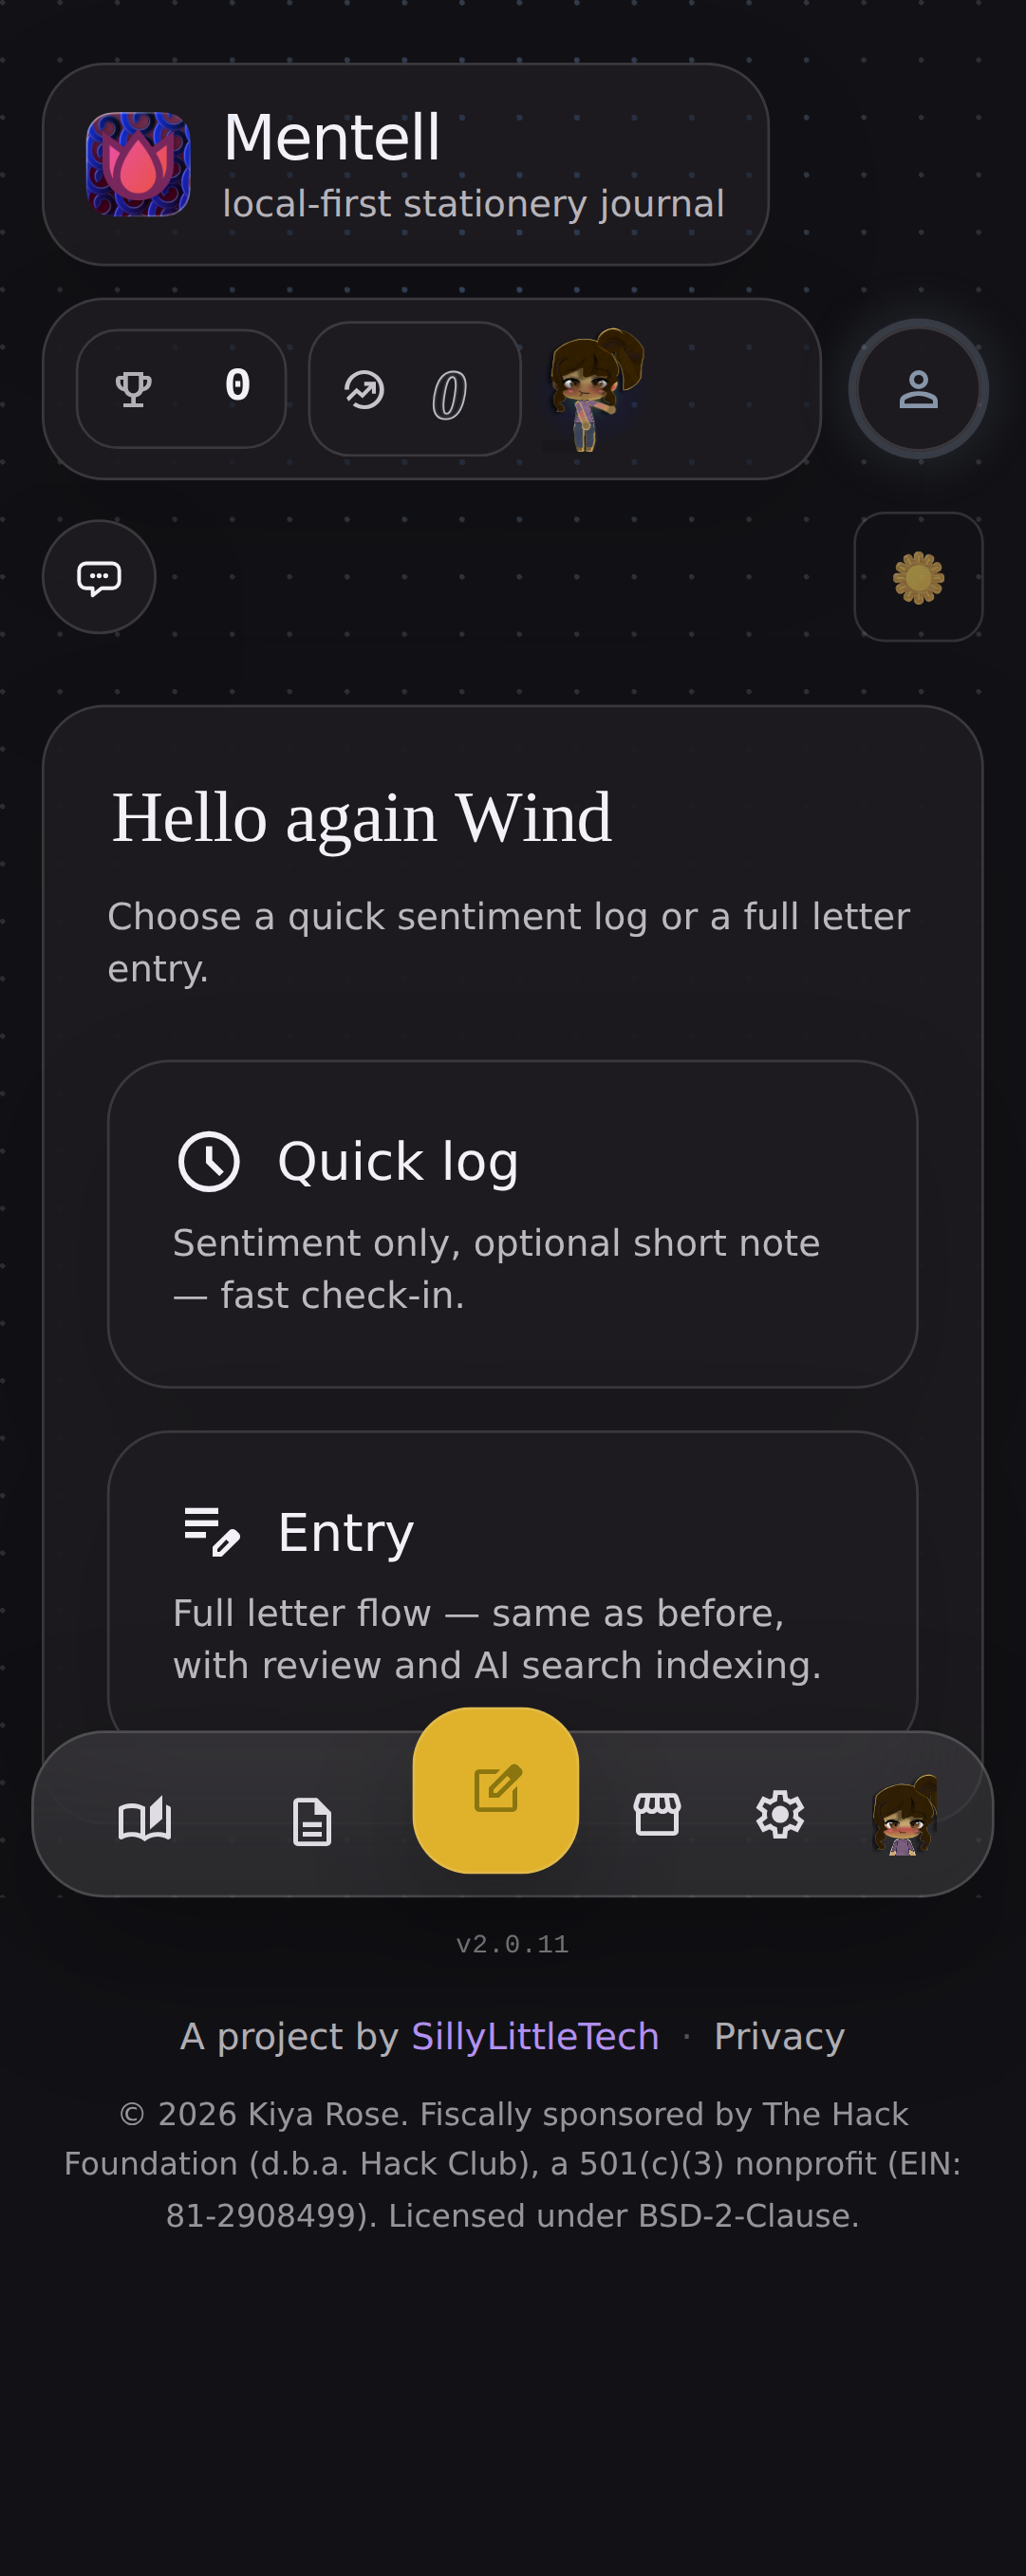 Mentell
local-first stationery journal
0
0
Hello again Wind
Choose a quick sentiment log or a full letter
entry.
Quick log
Sentiment only, optional short note
— fast check-in.
Entry
Full letter flow — same as before,
with review and AI search indexing.
v2.0.11
A project by SillyLittleTech · Privacy
© 2026 Kiya Rose. Fiscally sponsored by The Hack
Foundation (d.b.a. Hack Club), a 501(c)(3) nonprofit (EIN:
81-2908499). Licensed under BSD-2-Clause.